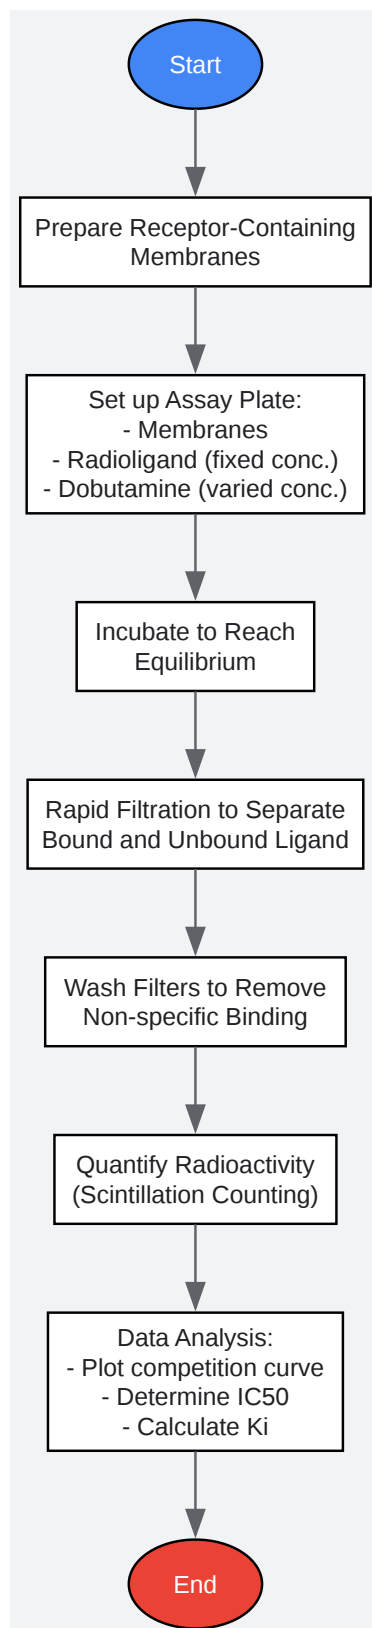 Start
Prepare Receptor-Containing
Membranes
Set up Assay Plate:
- Membranes
- Radioligand (fixed conc.)
- Dobutamine (varied conc.)
Incubate to Reach
Equilibrium
Rapid Filtration to Separate
Bound and Unbound Ligand
Wash Filters to Remove
Non-specific Binding
Quantify Radioactivity
(Scintillation Counting)
Data Analysis:
- Plot competition curve
- Determine IC50
- Calculate Ki
End